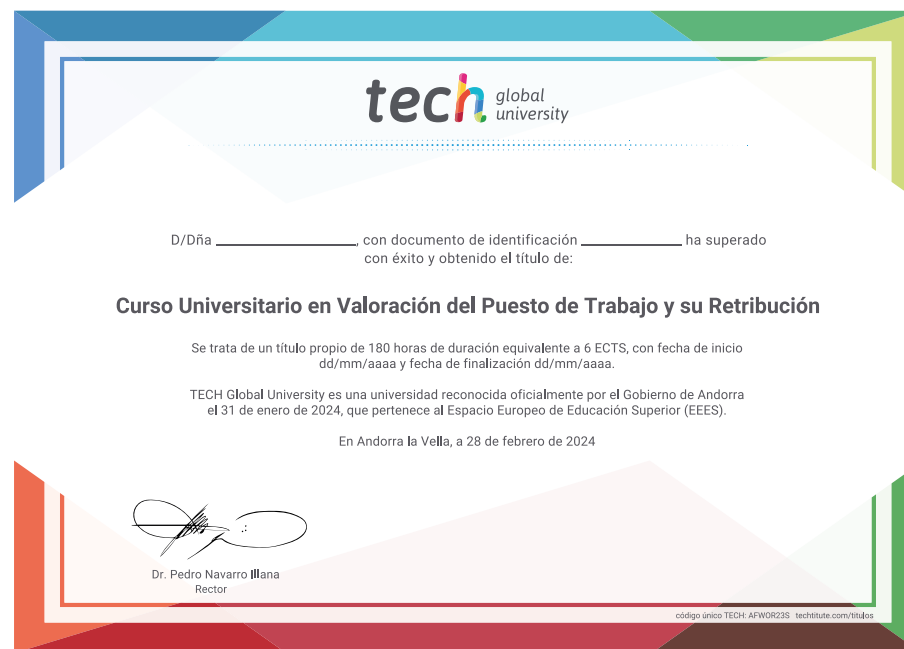 tech global
university
D/Dña ____________________, con documento de identificación ______________ ha superado
con éxito y obtenido el título de:
Curso Universitario en Valoración del Puesto de Trabajo y su Retribución
Se trata de un título propio de 180 horas de duración equivalente a 6 ECTS, con fecha de inicio
dd/mm/aaaa y fecha de finalización dd/mm/aaaa.
TECH Global University es una universidad reconocida oficialmente por el Gobierno de Andorra
el 31 de enero de 2024, que pertenece al Espacio Europeo de Educación Superior (EEES).
En Andorra la Vella, a 28 de febrero de 2024
Dr. Pedro Navarro Illana
Rector
código único TECH: AFWOR23S techtitute.com/titulos